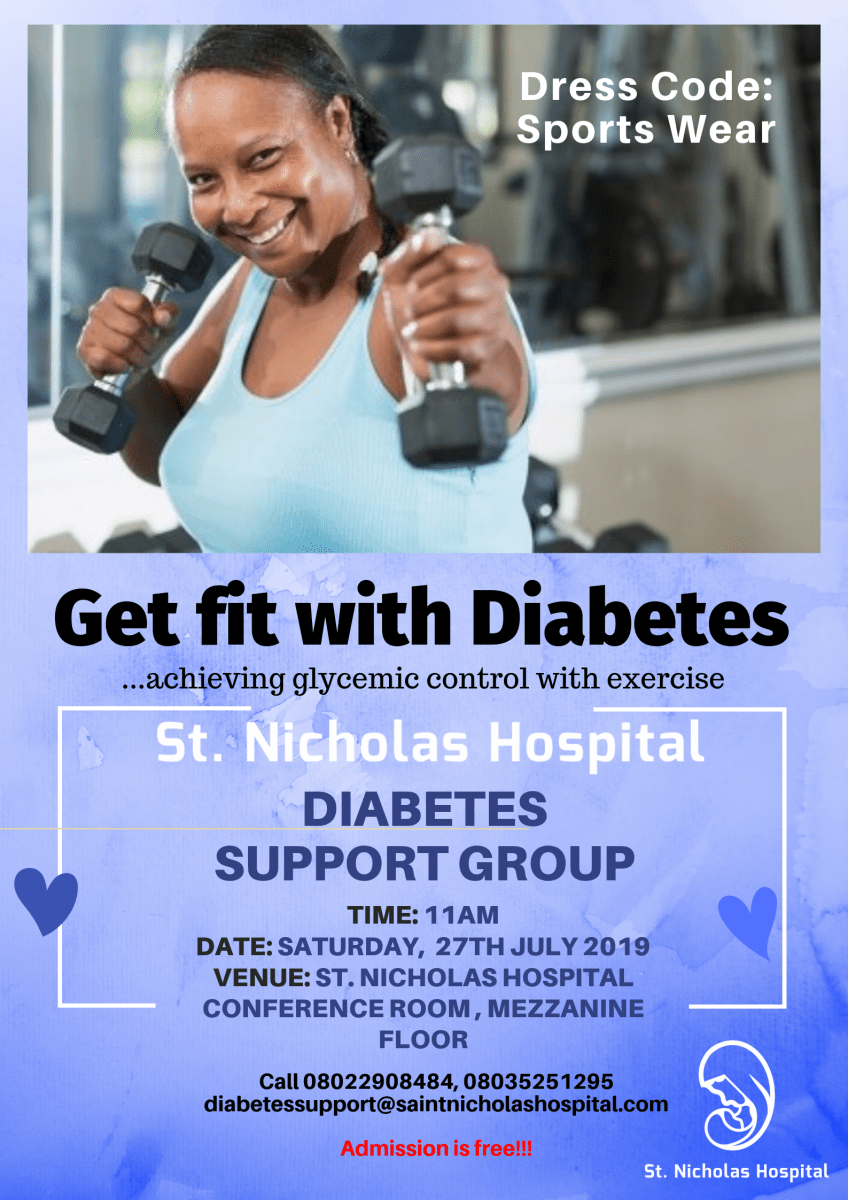 Dress Code:
Sports Wear
Get fit with Diabetes
...achieving glycemic control with exercise
St. Nicholas Hospital
DIABETES
SUPPORT GROUP
TIME: 11AM
DATE: SATURDAY, 27TH JULY 2019
VENUE: ST. NICHOLAS HOSPITAL
CONFERENCE ROOM , MEZZANINE
FLOOR
Call 08022908484, 08035251295
diabetessupport@saintnicholashospital.com
Admission is free!!!
St. Nicholas Hospital